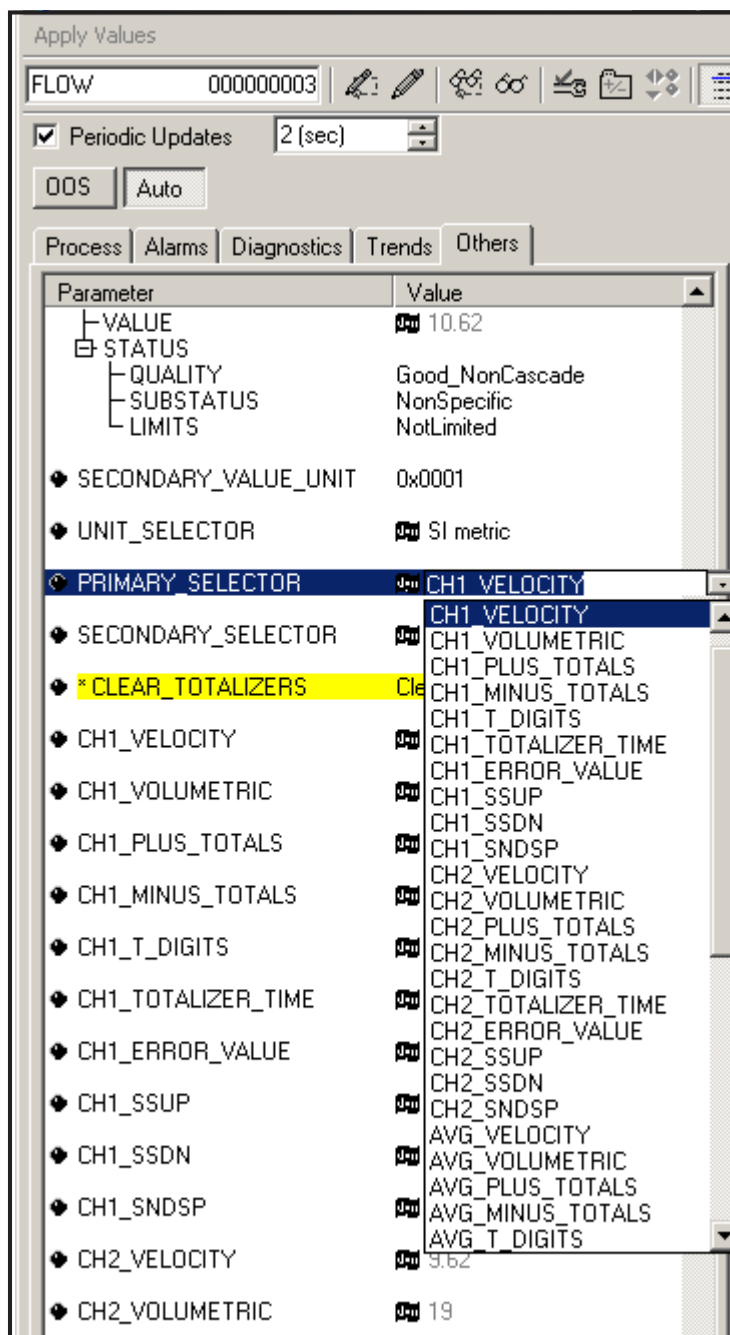 Apply Values
FLOW 000000003
Periodic Updates 2 (sec)
OOS Auto
Process Alarms Diagnostics Trends Others
Parameter Value
VALUE 10.62
STATUS
QUALITY Good_NonCascade
SUBSTATUS NonSpecific
LIMITS NotLimited
SECONDARY_VALUE_UNIT 0x0001
UNIT_SELECTOR SI metric
PRIMARY_SELECTOR CH1_VELOCITY
SECONDARY_SELECTOR
* CLEAR_TOTALIZERS Cle
CH1_VELOCITY
CH1_VOLUMETRIC
CH1_PLUS_TOTALS
CH1_MINUS_TOTALS
CH1_T_DIGITS
CH1_TOTALIZER_TIME
CH1_ERROR_VALUE
CH1_SSUP
CH1_SSDN
CH1_SNDSP
CH2_VELOCITY 9.62
CH2_VOLUMETRIC 19
CH1_VELOCITY
CH1_VOLUMETRIC
CH1_PLUS_TOTALS
CH1_MINUS_TOTALS
CH1_T_DIGITS
CH1_TOTALIZER_TIME
CH1_ERROR_VALUE
CH1_SSUP
CH1_SSDN
CH1_SNDSP
CH2_VELOCITY
CH2_VOLUMETRIC
CH2_PLUS_TOTALS
CH2_MINUS_TOTALS
CH2_T_DIGITS
CH2_TOTALIZER_TIME
CH2_ERROR_VALUE
CH2_SSUP
CH2_SSDN
CH2_SNDSP
AVG_VELOCITY
AVG_VOLUMETRIC
AVG_PLUS_TOTALS
AVG_MINUS_TOTALS
AVG_T_DIGITS